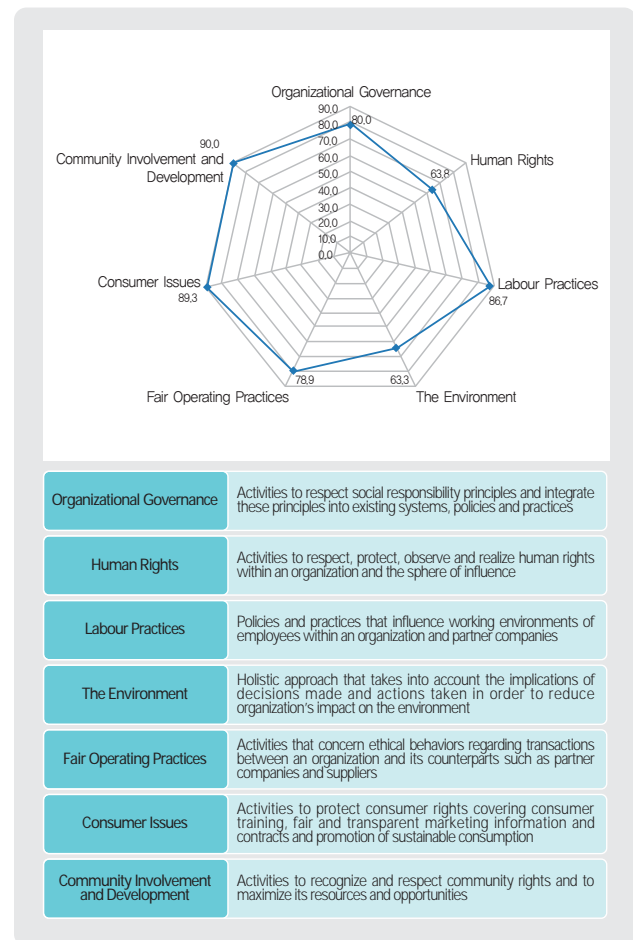 Organizational Governance
90,0
80,0
80,0
70,0
60,0
50,0
40,0
30,0
20,0
10,0
0,0
Human Rights
63,8
Labour Practices
86,7
The Environment
63,3
Fair Operating Practices
78,9
Consumer Issues
89,3
90,0
Community Involvement and
Development
Organizational Governance
Activities to respect social responsibility principles and integrate
these principles into existing systems, policies and practices
Human Rights
Activities to respect, protect, observe and realize human rights
within an organization and the sphere of influence
Labour Practices
Policies and practices that influence working environments of
employees within an organization and partner companies
The Environment
Holistic approach that takes into account the implications of
decisions made and actions taken in order to reduce
organization's impact on the environment
Fair Operating Practices
Activities that concern ethical behaviors regarding transactions
between an organization and its counterparts such as partner
companies and suppliers
Consumer Issues
Activities to protect consumer rights covering consumer
training, fair and transparent marketing information and
contracts and promotion of sustainable consumption
Community Involvement
and Development
Activities to recognize and respect community rights and to
maximize its resources and opportunities